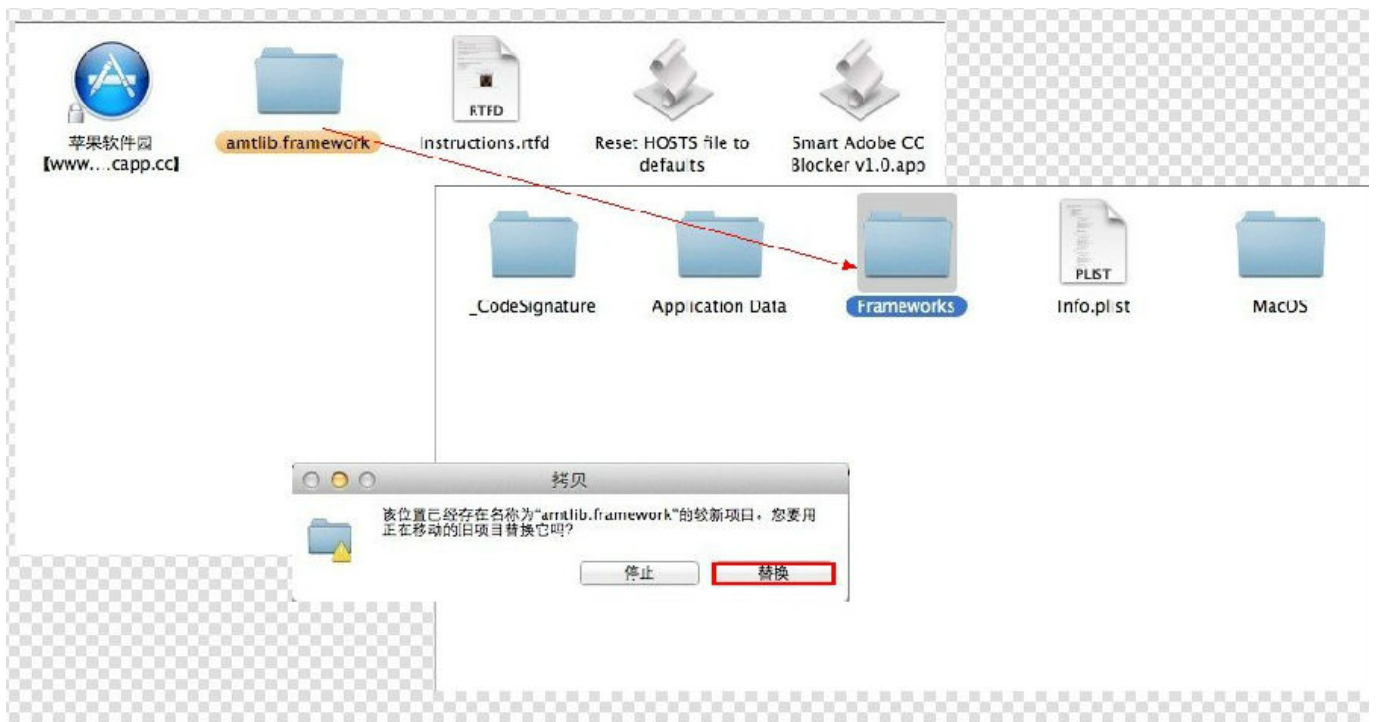 RTFD
苹果软件园
【www....capp.cc】
amtlib.framework
Instructions.rtfd
Reset HOSTS file to
defaults
Smart Adobe CC
Blocker v1.0.app
PLIST
_CodeSignature
Application Data
Frameworks
Info.plist
MacOS
拷贝
该位置已经存在名称为“amtlib.framework”的较新项目。您要用
正在移动的旧项目替换它吗?
停止
替换